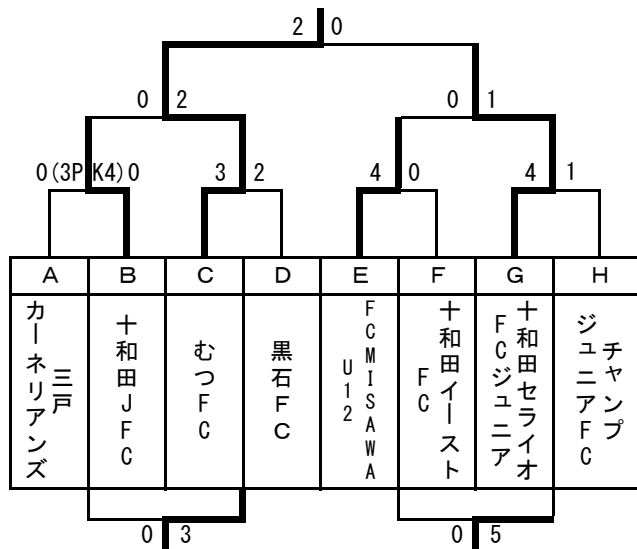 2 0
0 2 0 1
0(3PK4)0 3 2 4 0 4 1
A B C D E F G H
カーネリアンズ
三戸
十和田JFC
むつFC
黒石FC
FCMISAWA
U12
十和田イースト
FC
十和田セライオ
FCジュニア
チャンプ
ジュニアFC
0 3 0 5